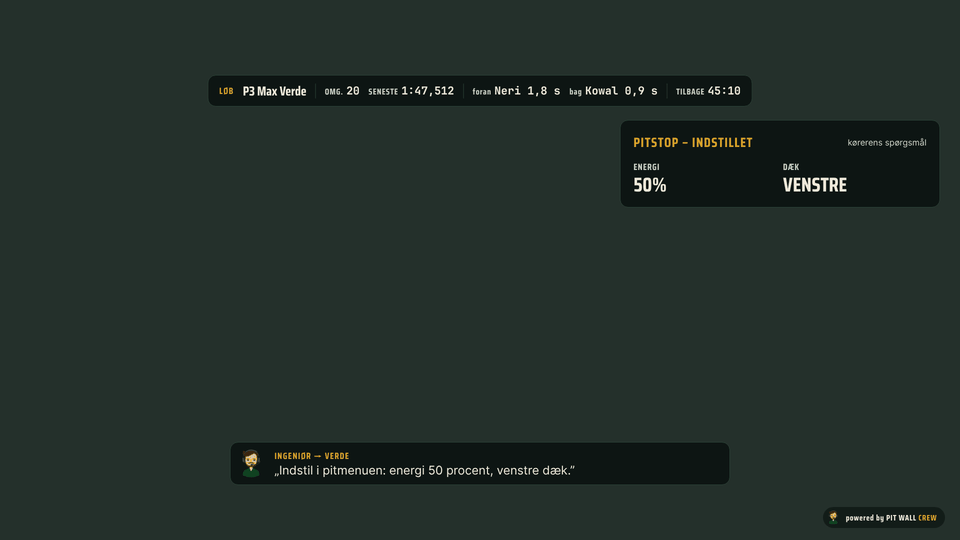 LØB P3 Max Verde OMG. 20 SENESTE 1:47,512 foran Neri 1,8 s bag Kowal 0,9 s TILBAGE 45:10
PITSTOP – INDSTILLET kørerens spørgsmål
ENERGI DÆK
50% VENSTRE
INGENIØR → VERDE
„Indstil i pitmenuen: energi 50 procent, venstre dæk.”
powered by PIT WALL CREW